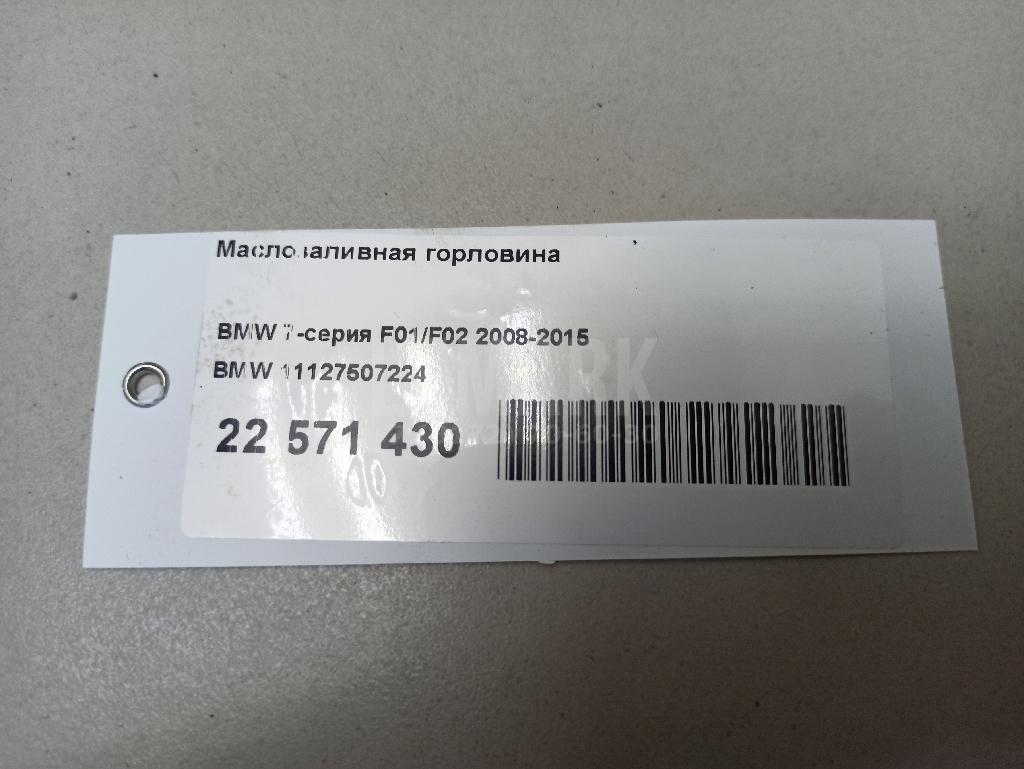 Маслозаливная горловина
BMW 7-серия F01/F02 2008-2015
BMW 11127507224
22 571 430